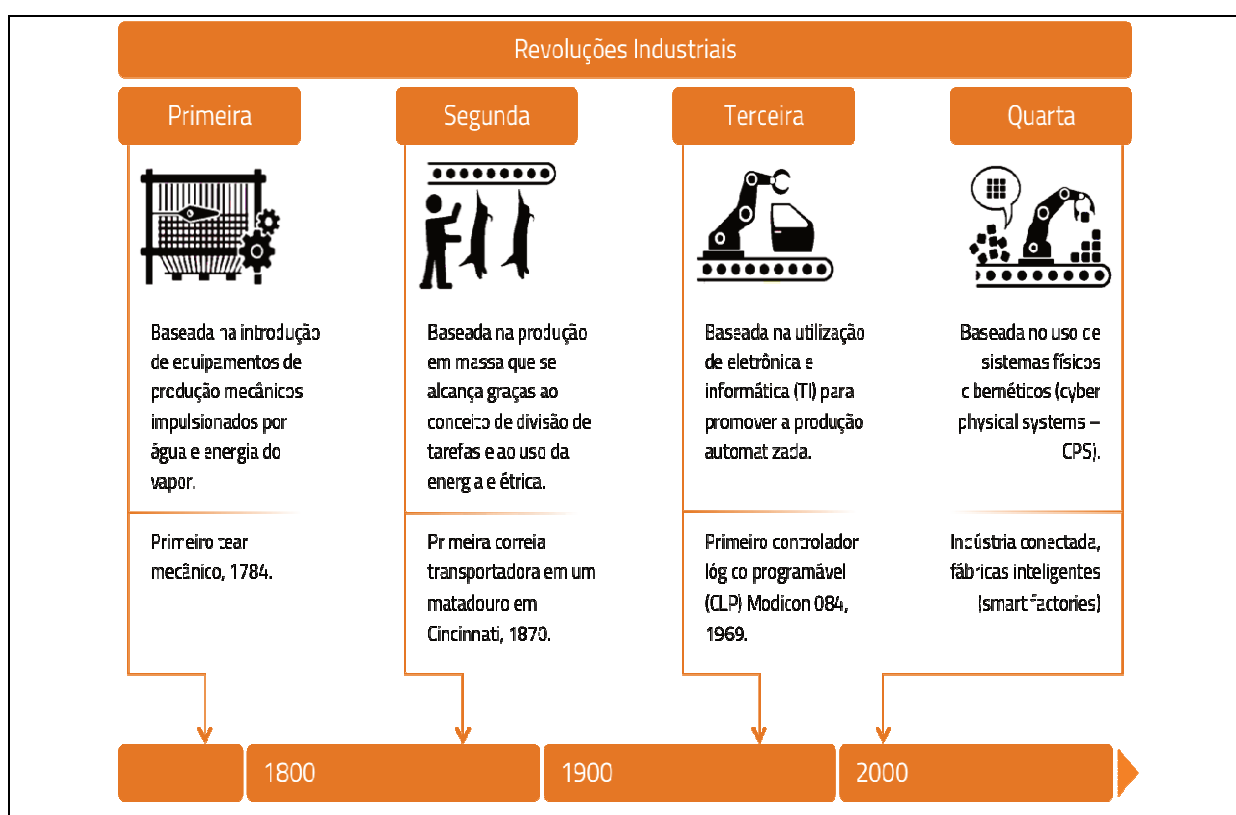 Revoluções Industriais
Primeira
Baseada na introdução
de equipamentos de
produção mecânicos
impulsionados por
água e energia do
vapor.
Primeiro tear
mecânico, 1784.
Segunda
Baseada na produção
em massa que se
alcança graças ao
conceito de divisão de
tarefas e ao uso da
energia elétrica.
Primeira correia
transportadora em um
matadouro em
Cincinnati, 1870.
Terceira
Baseada na utilização
de eletrônica e
informática (TI) para
promover a produção
automatizada.
Primeiro controlador
lógico programável
(CLP) Modicon 084,
1969.
Quarta
Baseada no uso de
sistemas físicos
cibernéticos (cyber
physical systems –
CPS).
Indústria conectada,
fábricas inteligentes
(smart factories)
1800
1900
2000